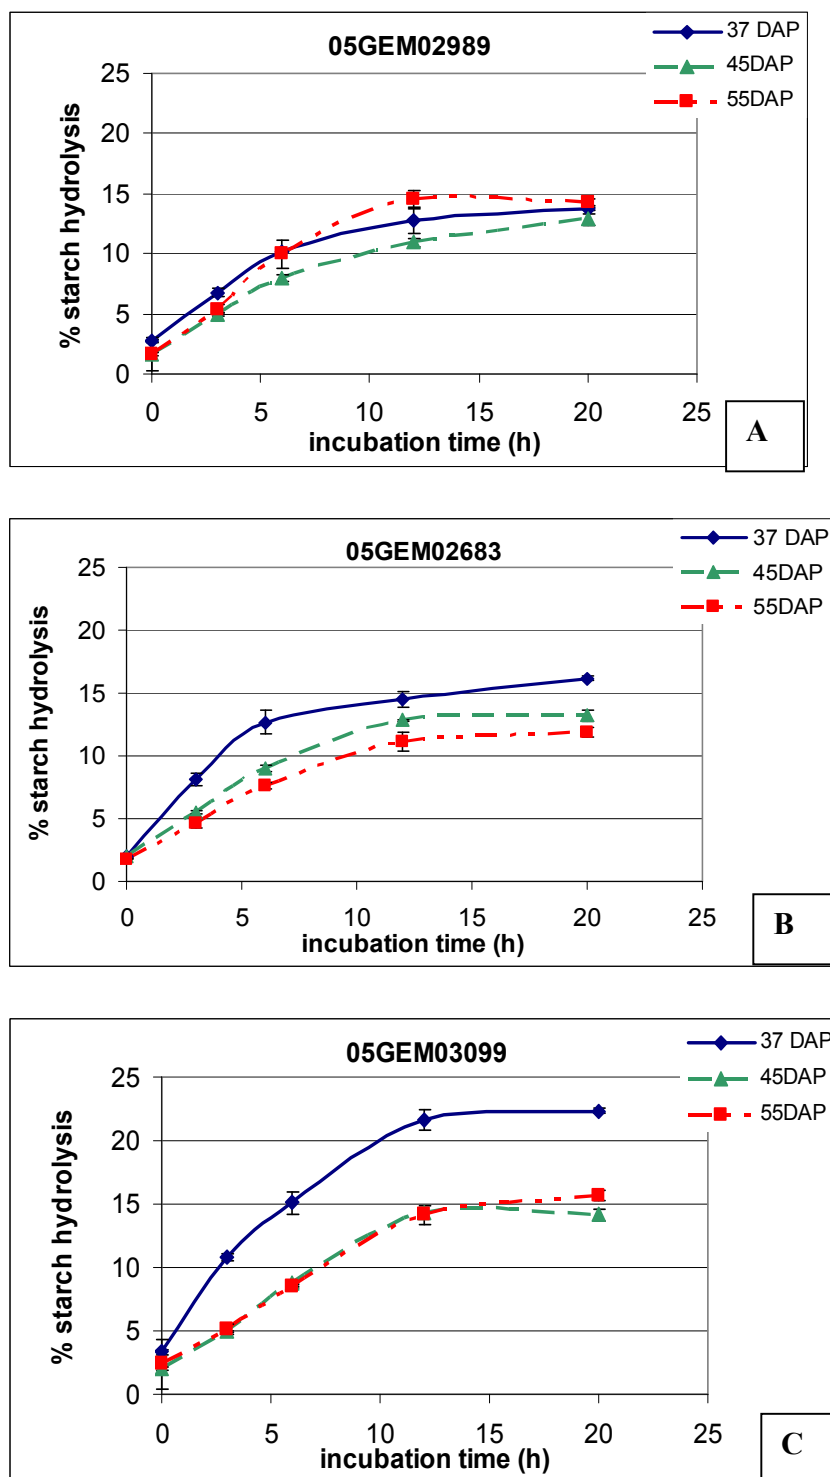 05GEM02989
37 DAP
45DAP
55DAP
% starch hydrolysis
25
20
15
10
5
0
0 5 10 15 20 25
incubation time (h)
A
05GEM02683
37 DAP
45DAP
55DAP
% starch hydrolysis
25
20
15
10
5
0
0 5 10 15 20 25
incubation time (h)
B
05GEM03099
37 DAP
45DAP
55DAP
% starch hydrolysis
25
20
15
10
5
0
0 5 10 15 20 25
incubation time (h)
C